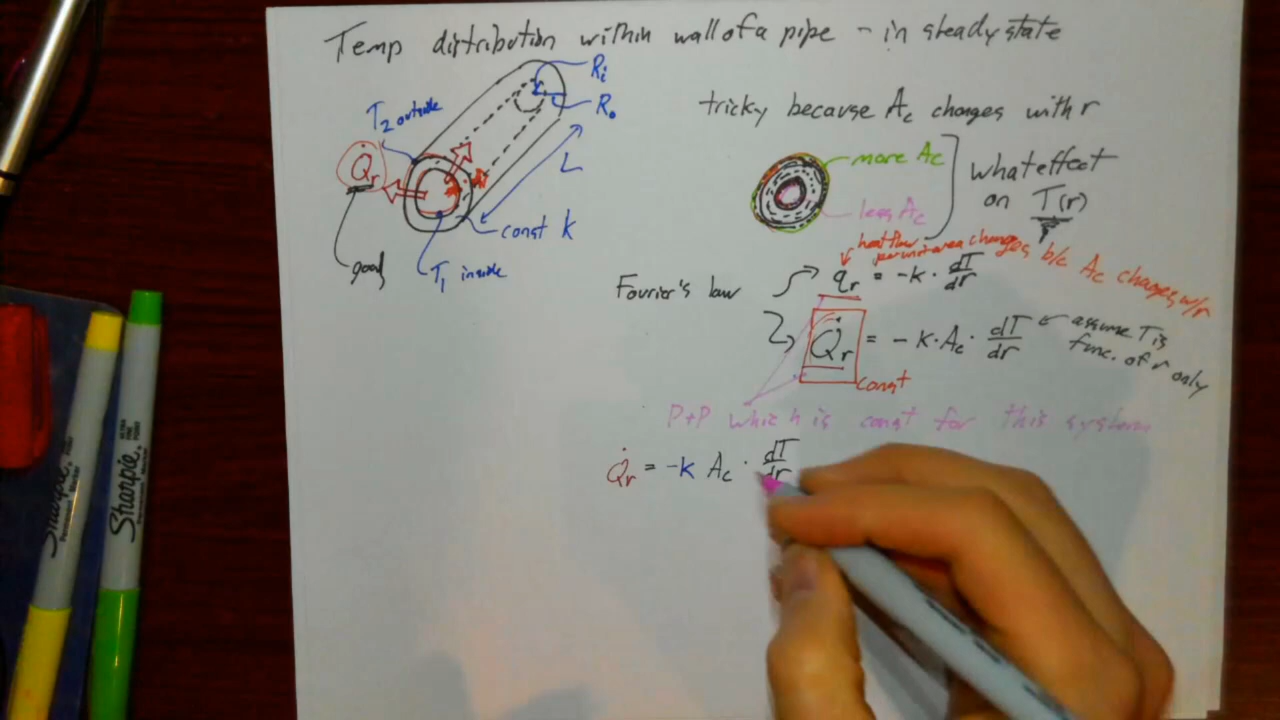 Temp distribution within wall of a pipe - in steady state
Ri
Ro
T2 outside
Q̇r
L
const k
T1 inside
goal
tricky because Ac changes with r
more Ac
less Ac
what effect
on T(r)
heat flow
per unit area changes b/c Ac changes w/r
Fourier's law
qr = -k · dT/dr
Q̇r = -k·Ac· dT/dr
assume T is
func. of r only
const
P+P which is const for this system
Q̇r = -k Ac · dT/dr
Sharpie
Sharpie